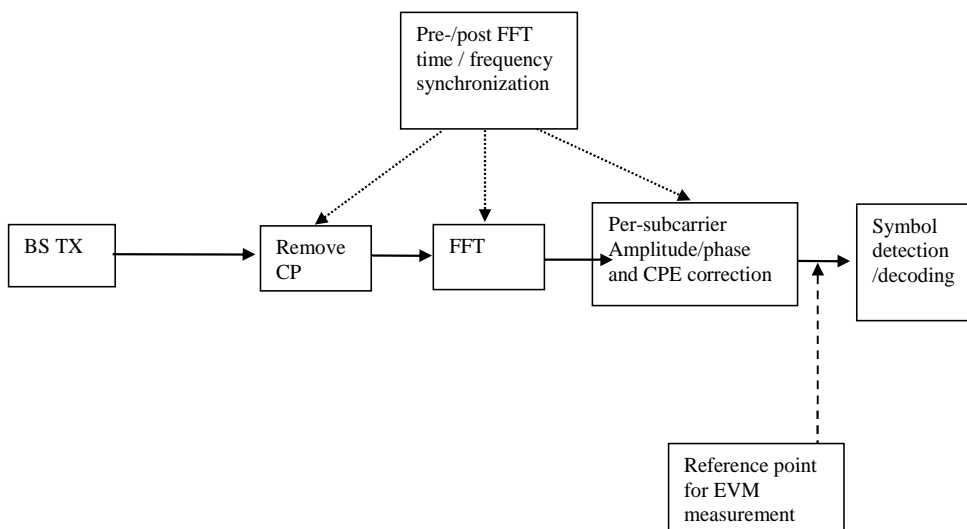 Pre-/post FFT
time / frequency
synchronization
BS TX
Remove
CP
FFT
Per-subcarrier
Amplitude/phase
and CPE correction
Symbol
detection
/decoding
Reference point
for EVM
measurement